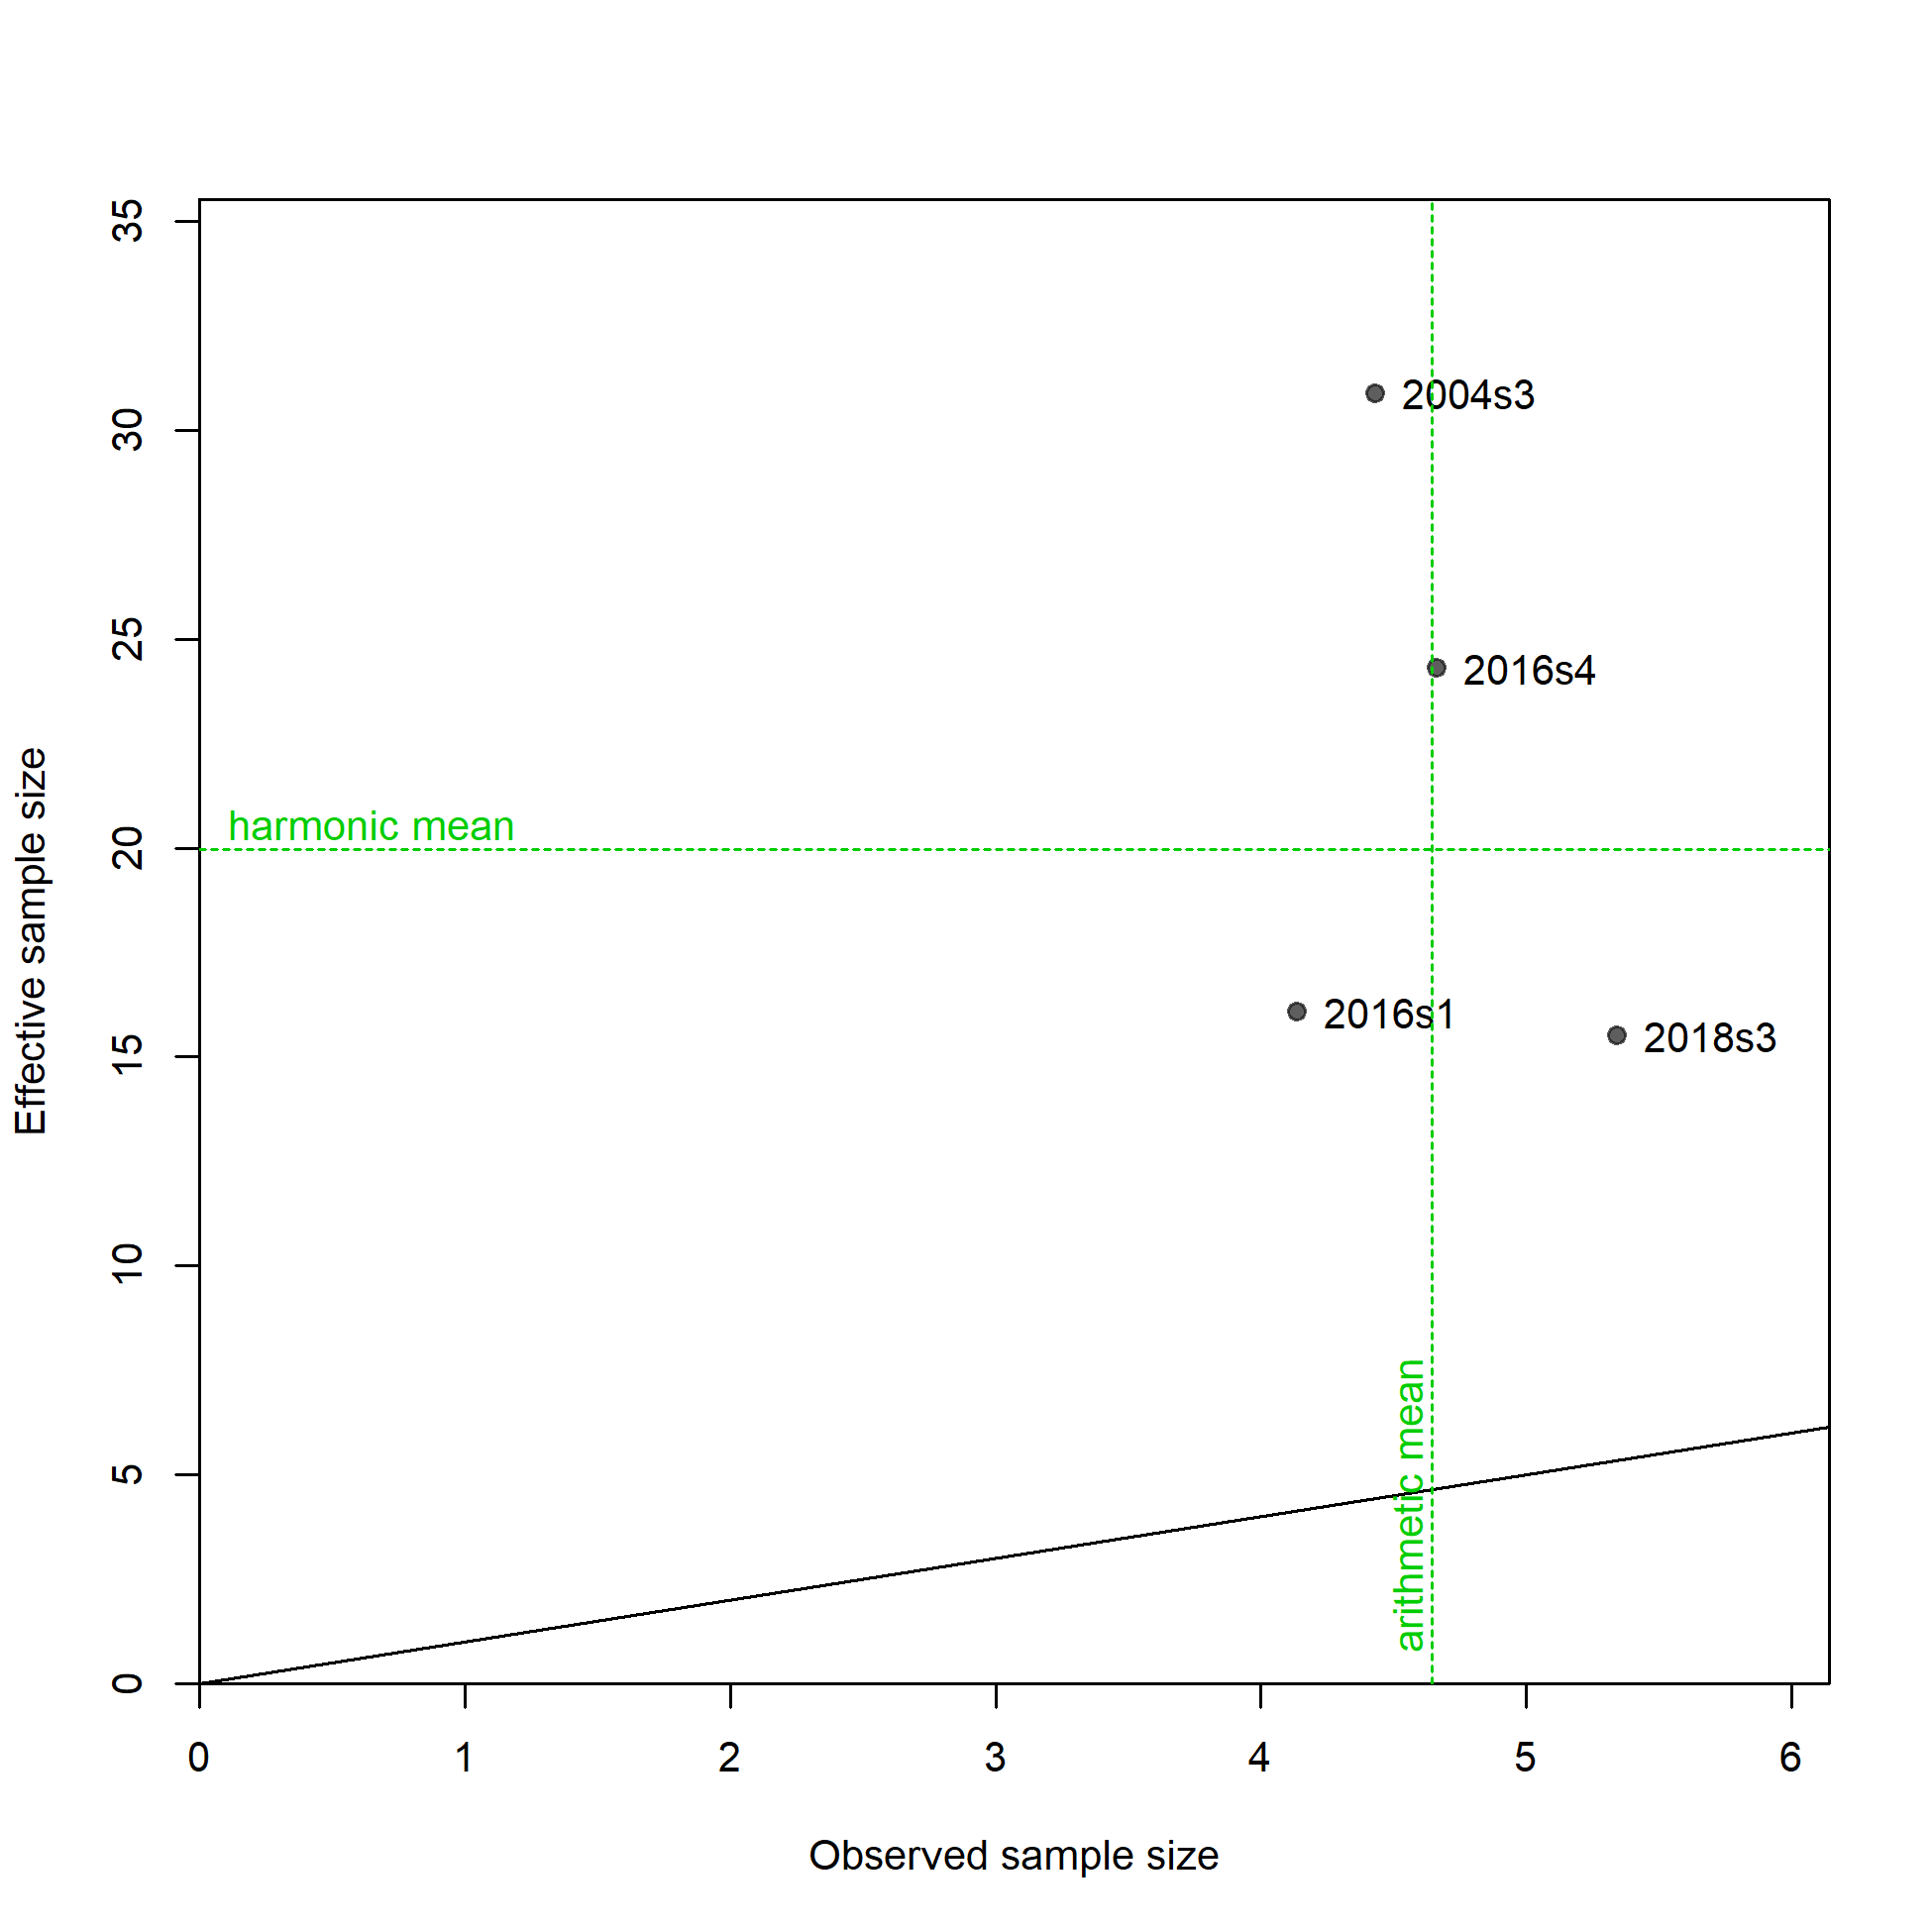 35
30
25
20
15
10
5
0
Effective sample size
2004s3
2016s4
harmonic mean
2016s1
2018s3
arithmetic mean
0 1 2 3 4 5 6
Observed sample size